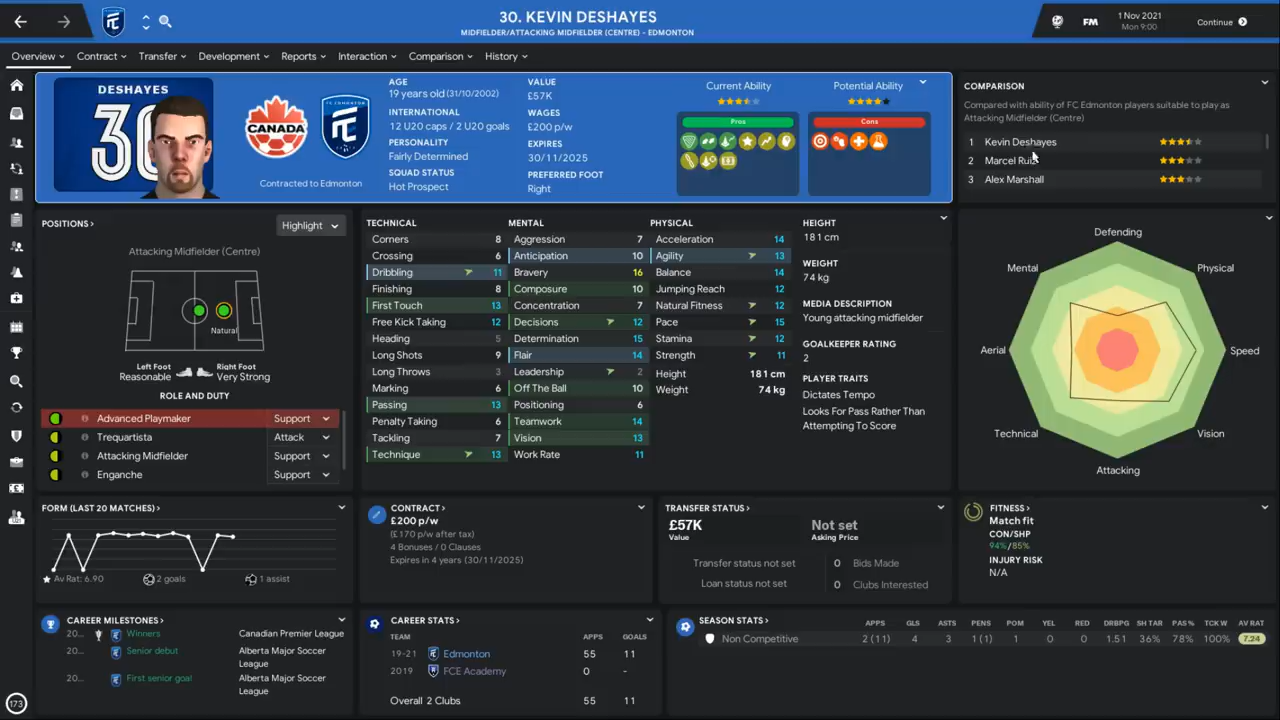 30. KEVIN DESHAYES
MIDFIELDER/ATTACKING MIDFIELDER (CENTRE) - EDMONTON
FM
1 Nov 2021
Mon 9:00
Continue
Overview
Contract
Transfer
Development
Reports
Interaction
Comparison
History
DESHAYES
30
CANADA
Contracted to Edmonton
AGE
19 years old (31/10/2002)
INTERNATIONAL
12 U20 caps / 2 U20 goals
PERSONALITY
Fairly Determined
SQUAD STATUS
Hot Prospect
VALUE
£57K
WAGES
£200 p/w
EXPIRES
30/11/2025
PREFERRED FOOT
Right
Current Ability
Potential Ability
Pros
Cons
COMPARISON
Compared with ability of FC Edmonton players suitable to play as
Attacking Midfielder (Centre)
1 Kevin Deshayes
2 Marcel
3 Alex Marshall
POSITIONS
Highlight
Attacking Midfielder (Centre)
Natural
Left Foot
Reasonable
Right Foot
Very Strong
ROLE AND DUTY
Advanced Playmaker Support
Trequartista Attack
Attacking Midfielder Support
Enganche Support
TECHNICAL
Corners 8
Crossing 6
Dribbling 11
Finishing 8
First Touch 13
Free Kick Taking 12
Heading 5
Long Shots 9
Long Throws 3
Marking 6
Passing 13
Penalty Taking 6
Tackling 7
Technique 13
MENTAL
Aggression 7
Anticipation 10
Bravery 16
Composure 10
Concentration 7
Decisions 12
Determination 15
Flair 14
Leadership 2
Off The Ball 10
Positioning 6
Teamwork 14
Vision 13
Work Rate 11
PHYSICAL
Acceleration 14
Agility 13
Balance 14
Jumping Reach 12
Natural Fitness 12
Pace 15
Stamina 12
Strength 11
Height 181 cm
Weight 74 kg
HEIGHT
181 cm
WEIGHT
74 kg
MEDIA DESCRIPTION
Young attacking midfielder
GOALKEEPER RATING
2
PLAYER TRAITS
Dictates Tempo
Looks For Pass Rather Than
Attempting To Score
Defending
Physical
Speed
Vision
Attacking
Technical
Aerial
Mental
FORM (LAST 20 MATCHES)
Av Rat: 6.90
2 goals
1 assist
CONTRACT
£200 p/w
(£170 p/w after tax)
4 Bonuses / 0 Clauses
Expires in 4 years (30/11/2025)
TRANSFER STATUS
£57K
Value
Not set
Asking Price
Transfer status not set
0 Bids Made
Loan status not set
0 Clubs Interested
FITNESS
Match fit
CON/SHP
94%/85%
INJURY RISK
N/A
CAREER MILESTONES
20... Winners Canadian Premier League
20... Senior debut Alberta Major Soccer
League
20... First senior goal Alberta Major Soccer
League
CAREER STATS
TEAM APPS GOALS
19-21 Edmonton 55 11
2019 FCE Academy 0 -
Overall 2 Clubs 55 11
SEASON STATS
APPS GLS ASTS PENS POM YEL RED DRBPG SH TAR PAS % TCK W AV RAT
Non Competitive 2 (11) 4 3 1 (1) 1 0 0 1.51 36% 78% 100% 7.24
173